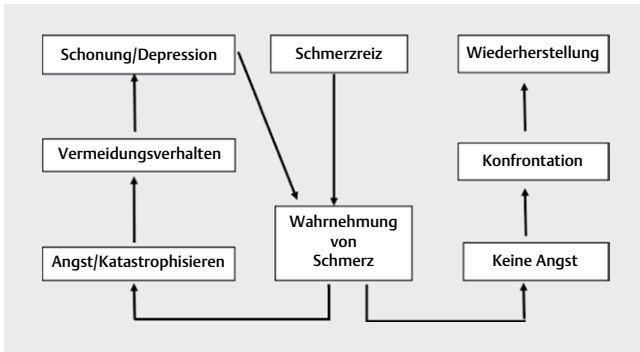 Schonung/Depression
Schmerzreiz
Wiederherstellung
Vermeidungsverhalten
Konfrontation
Wahrnehmung
von
Schmerz
Angst/Katastrophisieren
Keine Angst